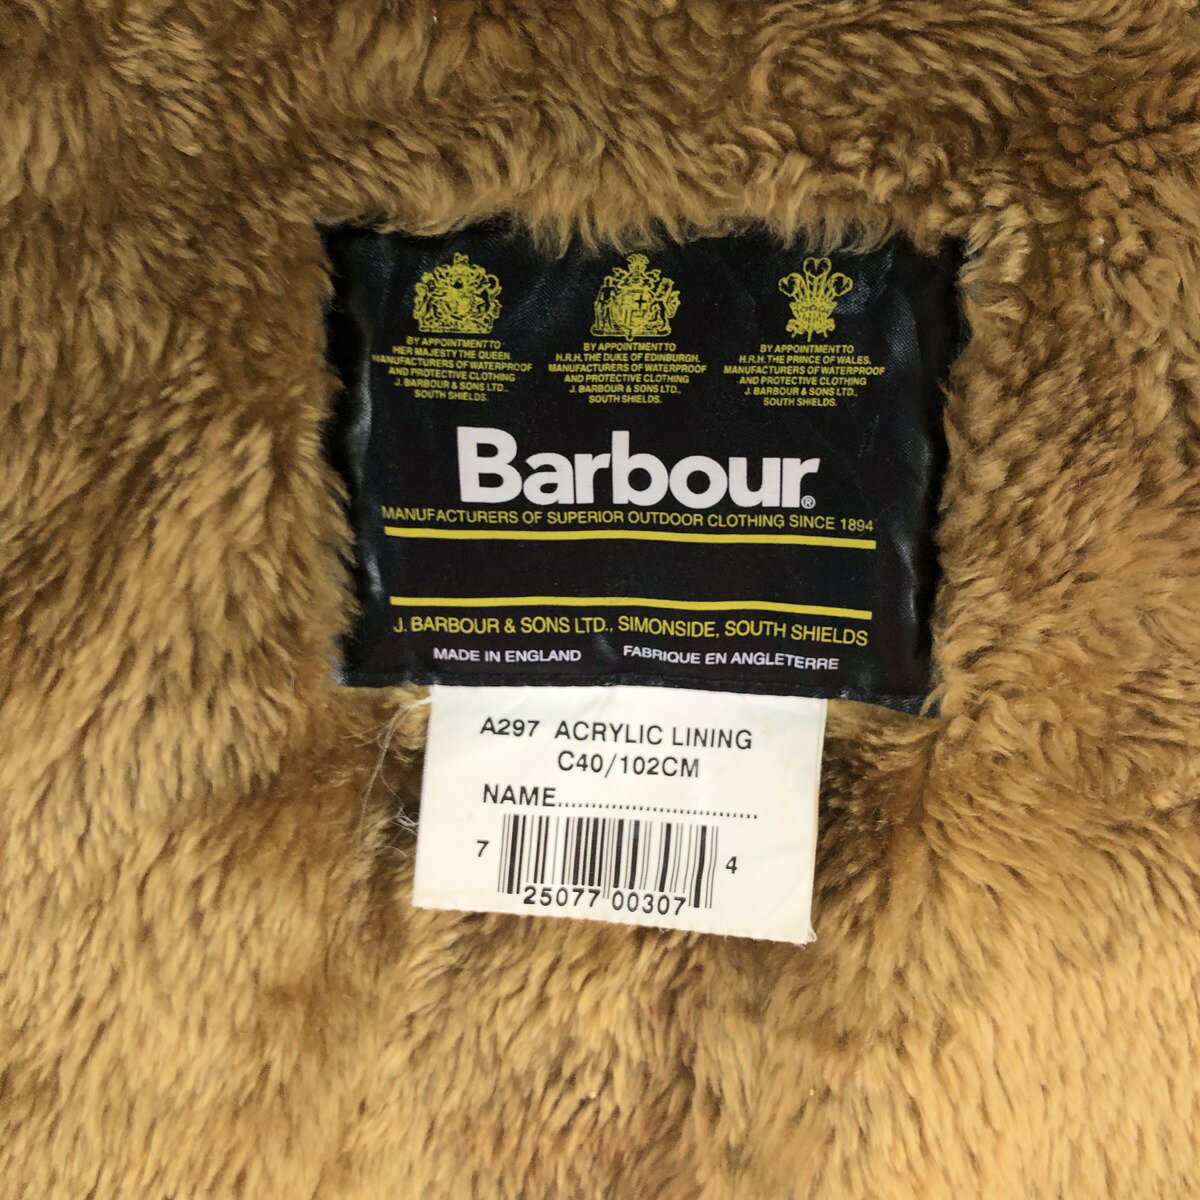 BY APPOINTMENT TO
HER MAJESTY THE QUEEN.
MANUFACTURERS OF WATERPROOF
AND PROTECTIVE CLOTHING
J. BARBOUR & SONS LTD.
SOUTH SHIELDS.
BY APPOINTMENT TO
H.R.H. THE DUKE OF EDINBURGH.
MANUFACTURERS OF WATERPROOF
AND PROTECTIVE CLOTHING
J. BARBOUR & SONS LTD.,
SOUTH SHIELDS.
BY APPOINTMENT TO
H.R.H. THE PRINCE OF WALES.
MANUFACTURERS OF WATERPROOF
AND PROTECTIVE CLOTHING
J. BARBOUR & SONS LTD.
SOUTH SHIELDS.
Barbour®
MANUFACTURERS OF SUPERIOR OUTDOOR CLOTHING SINCE 1894
J. BARBOUR & SONS LTD., SIMONSIDE, SOUTH SHIELDS
MADE IN ENGLAND FABRIQUE EN ANGLETERRE
A297 ACRYLIC LINING
C40/102CM
NAME..............................
7 25077 00307 4